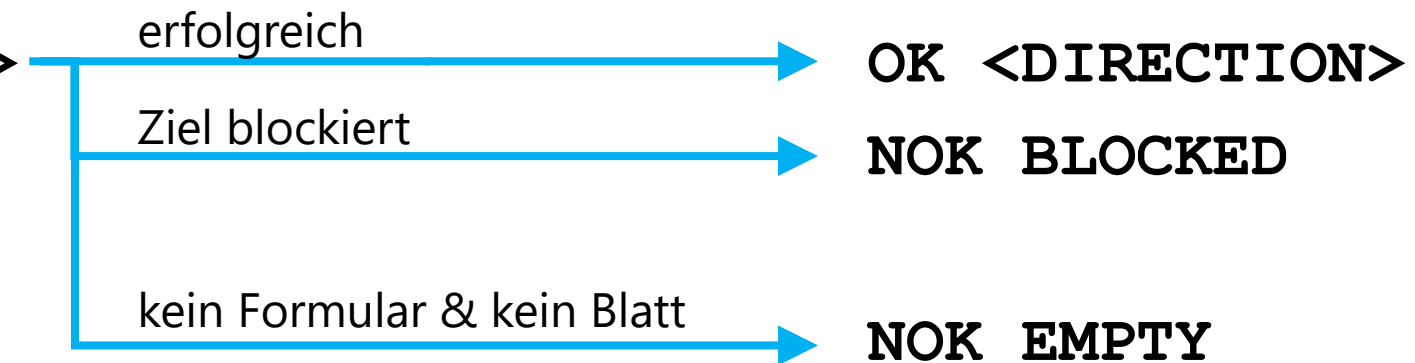 > erfolgreich OK <DIRECTION>
Ziel blockiert NOK BLOCKED
kein Formular & kein Blatt NOK EMPTY